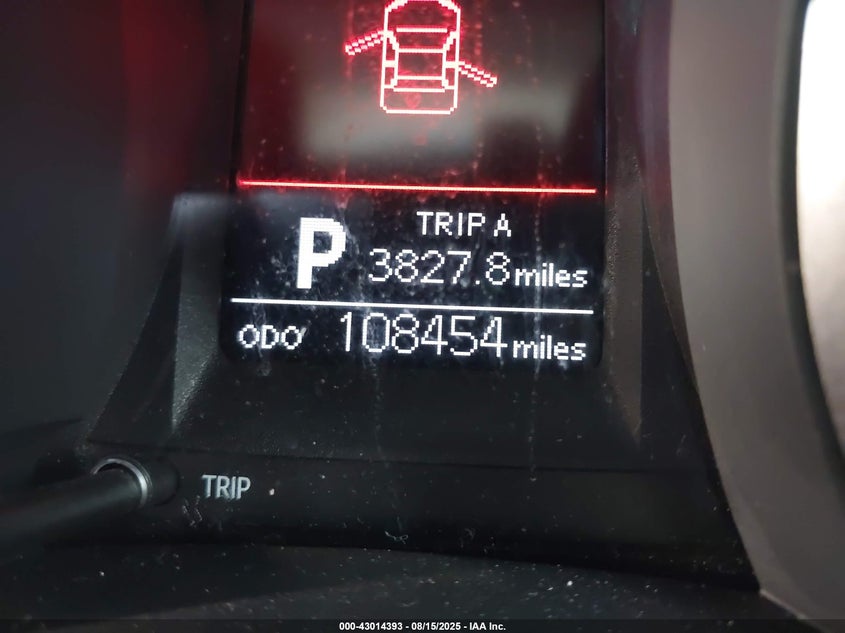 TRIP A
P 3827.8 miles
ODO 108454 miles
TRIP
000-43014393 - 08/15/2025 - IAA Inc.